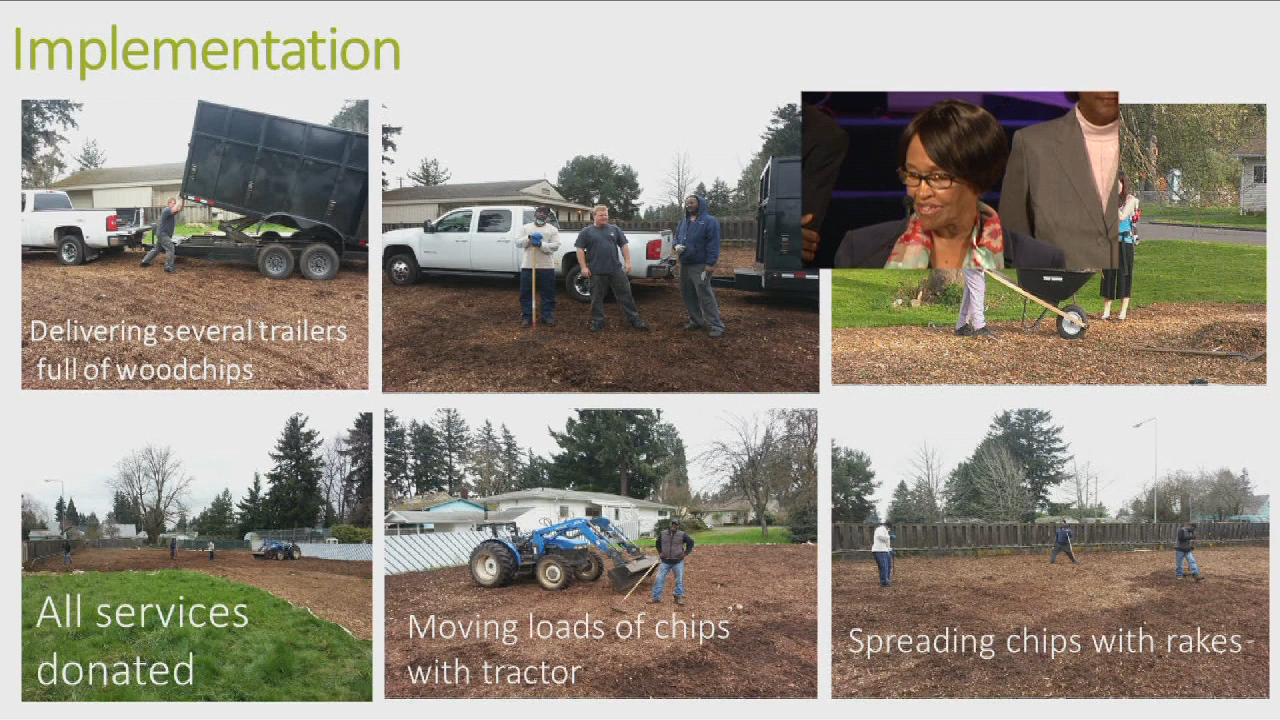 Implementation
Delivering several trailers
full of woodchips
All services
donated
Moving loads of chips
with tractor
Spreading chips with rakes-